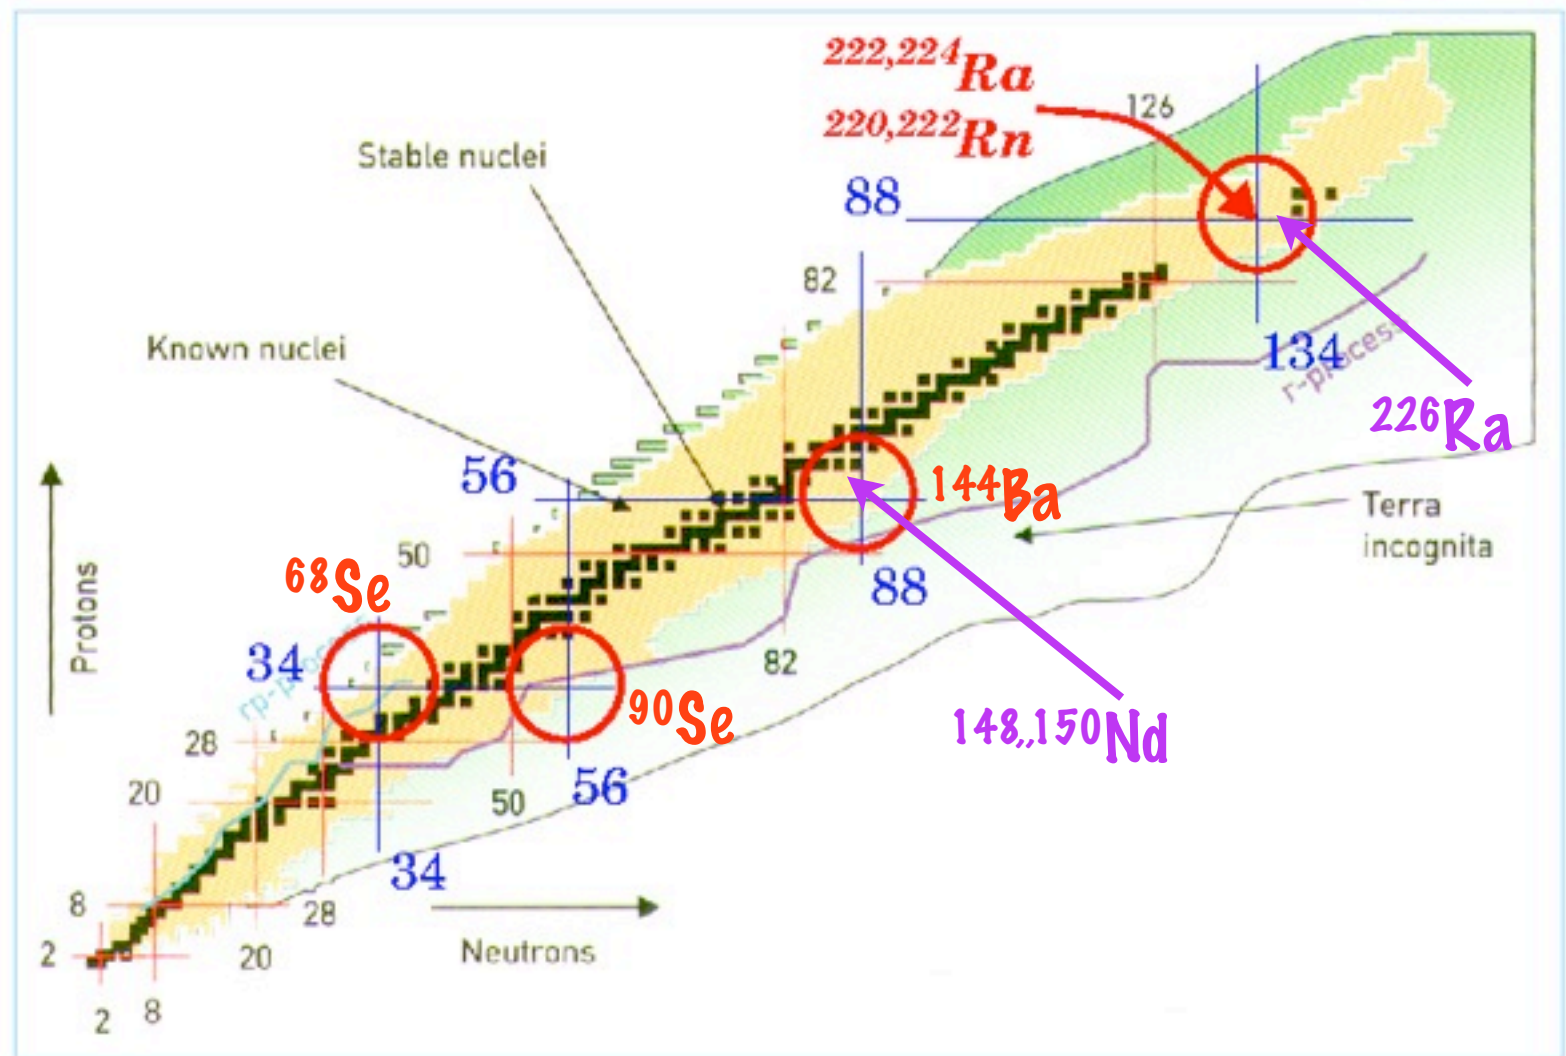 222,224Ra
220,222Rn
126
Stable nuclei
88
82
Known nuclei
134
r-process
226Ra
56
144Ba
50
Terra
incognita
68Se
88
Protons
34
82
rp-process
90Se
148,,150Nd
28
56
20
50
34
8
28
2
20
Neutrons
2
8